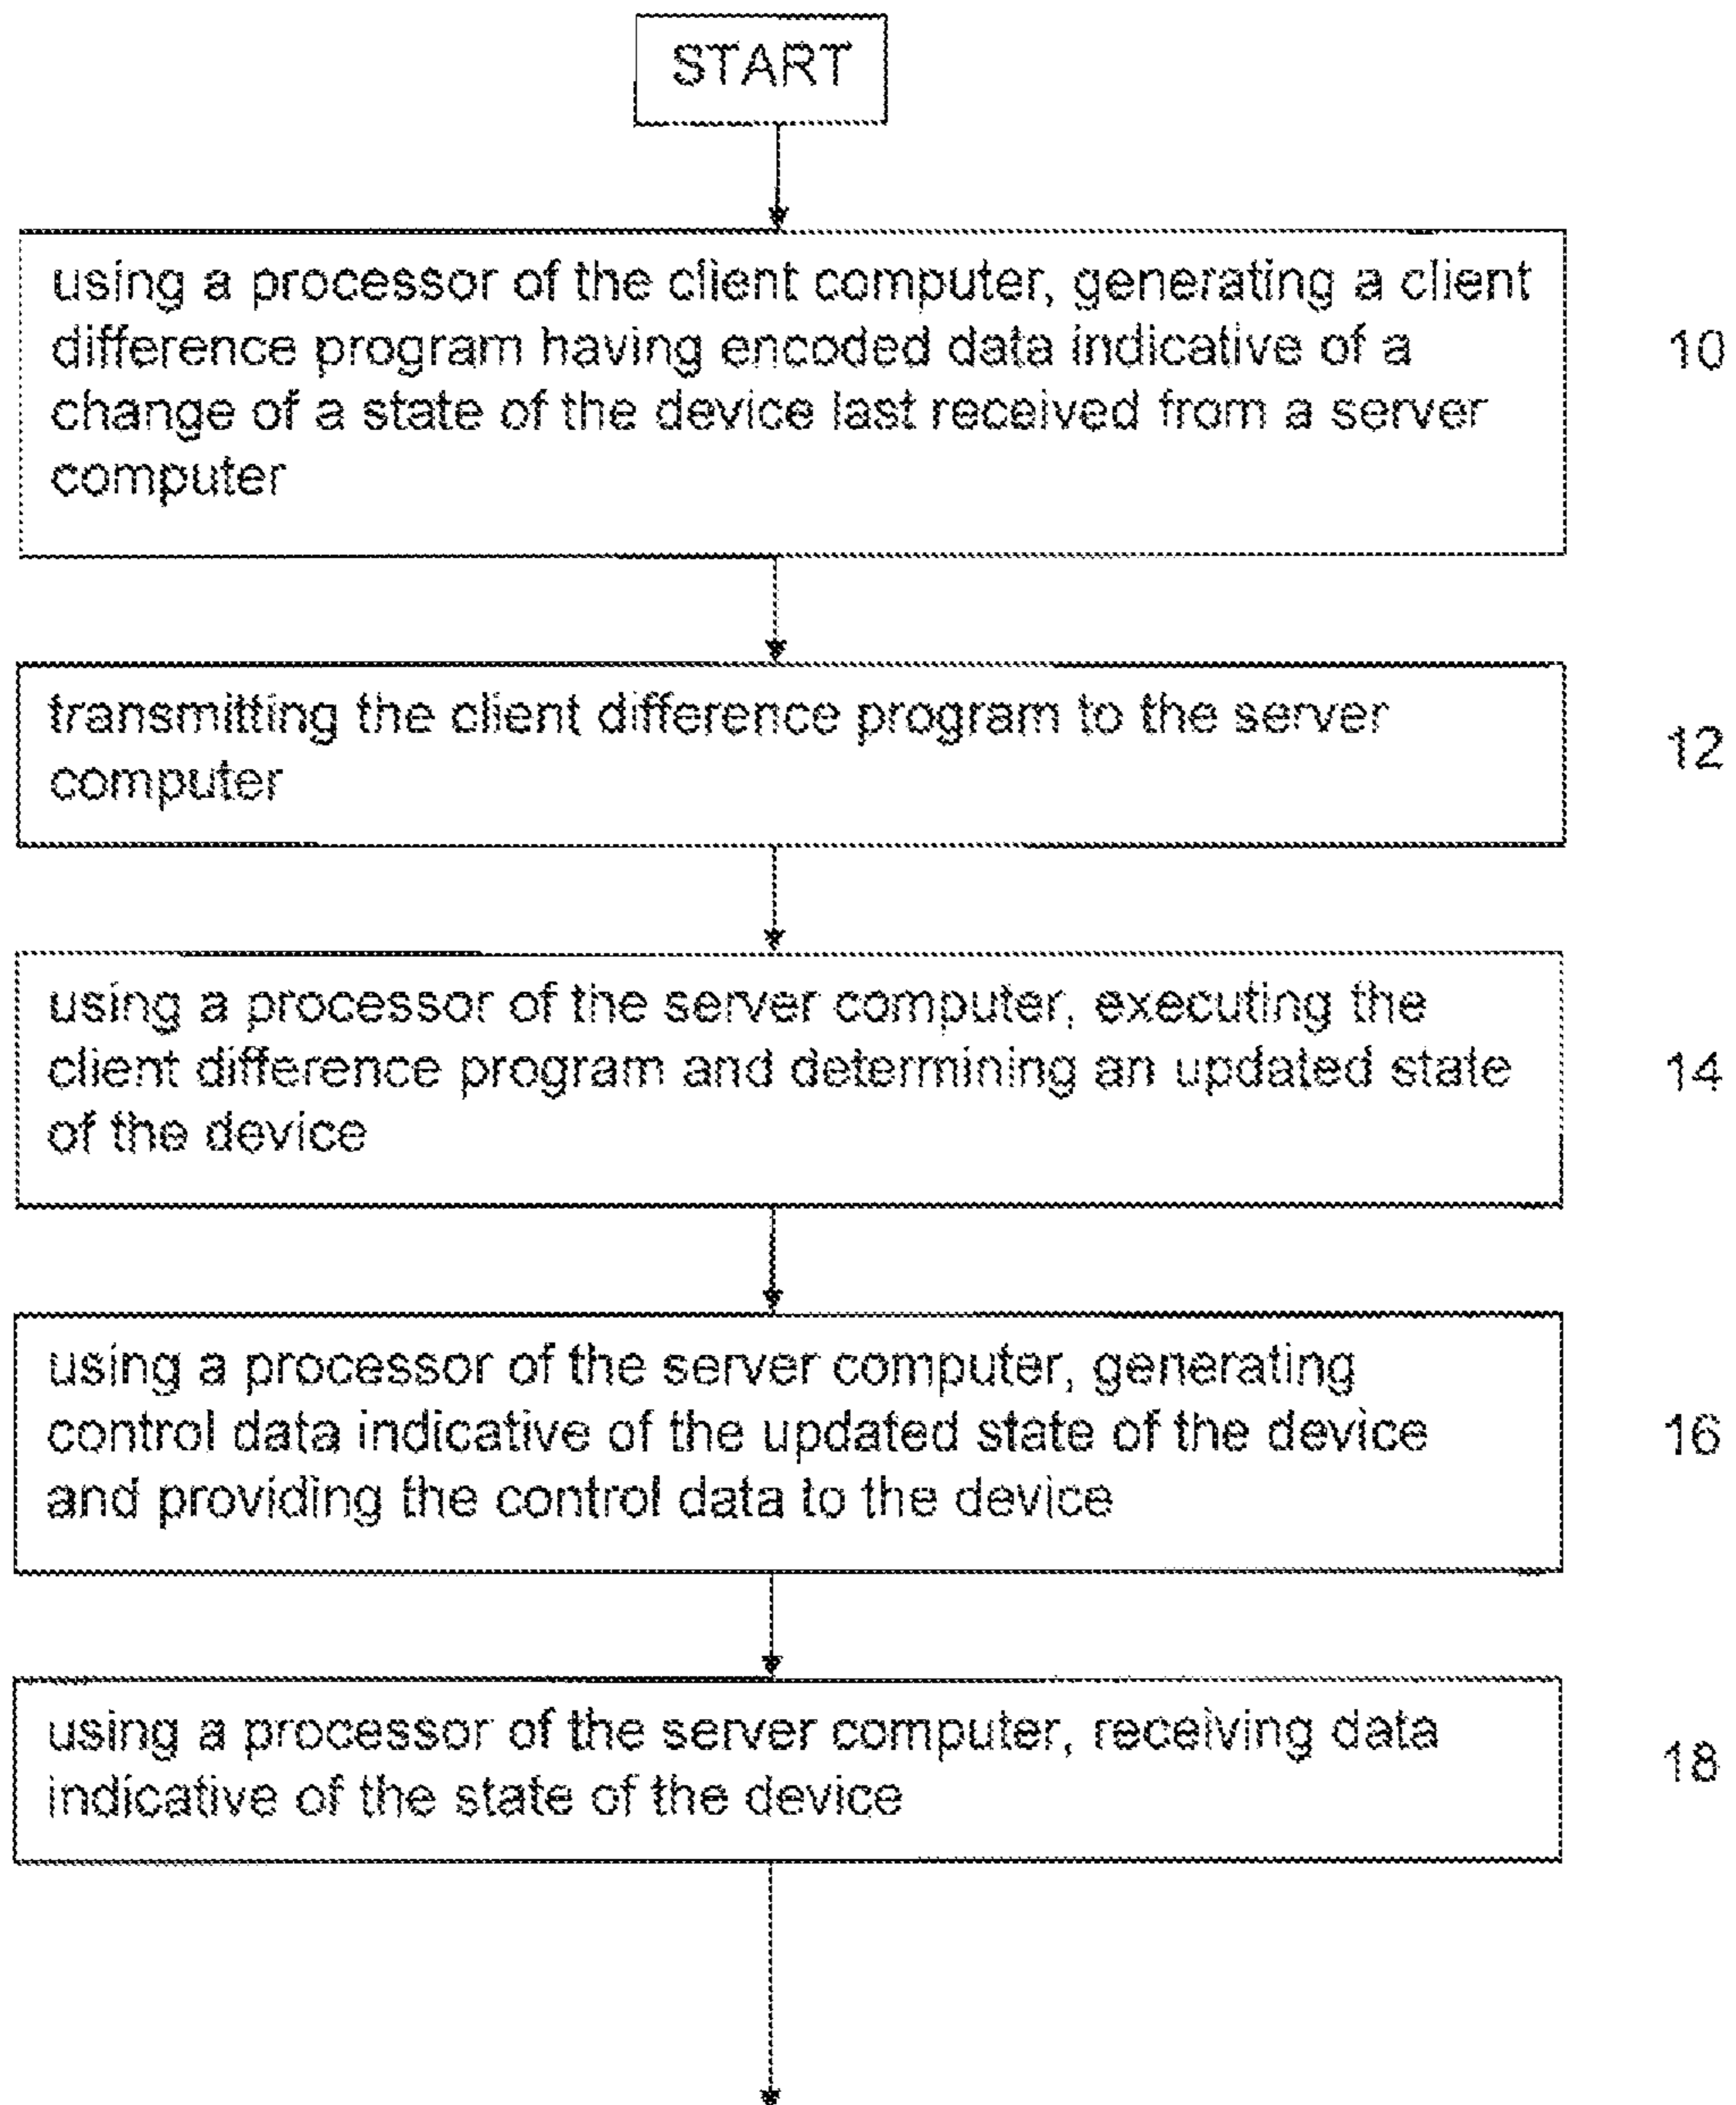 START
using a processor of the client computer, generating a client
difference program having encoded data indicative of a
change of a state of the device last received from a server
computer
10
transmitting the client difference program to the server
computer
12
using a processor of the server computer, executing the
client difference program and determining an updated state
of the device
14
using a processor of the server computer, generating
control data indicative of the updated state of the device
and providing the control data to the device
16
using a processor of the server computer, receiving data
indicative of the state of the device
18